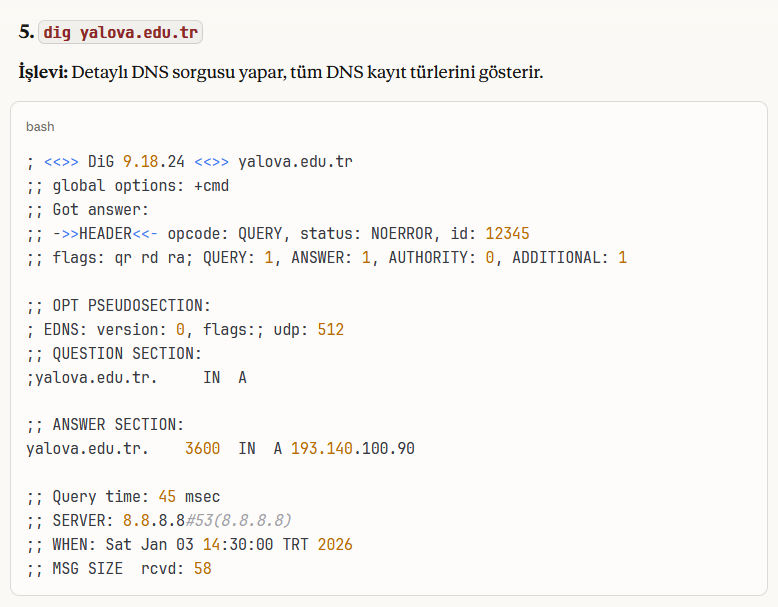 5. dig yalova.edu.tr
İşlevi: Detaylı DNS sorgusu yapar, tüm DNS kayıt türlerini gösterir.
bash
; <<>> DiG 9.18.24 <<>> yalova.edu.tr
;; global options: +cmd
;; Got answer:
;; ->>HEADER<<- opcode: QUERY, status: NOERROR, id: 12345
;; flags: qr rd ra; QUERY: 1, ANSWER: 1, AUTHORITY: 0, ADDITIONAL: 1
;; OPT PSEUDOSECTION:
; EDNS: version: 0, flags:; udp: 512
;; QUESTION SECTION:
;yalova.edu.tr.     IN  A
;; ANSWER SECTION:
yalova.edu.tr.    3600  IN  A 193.140.100.90
;; Query time: 45 msec
;; SERVER: 8.8.8.8#53(8.8.8.8)
;; WHEN: Sat Jan 03 14:30:00 TRT 2026
;; MSG SIZE  rcvd: 58